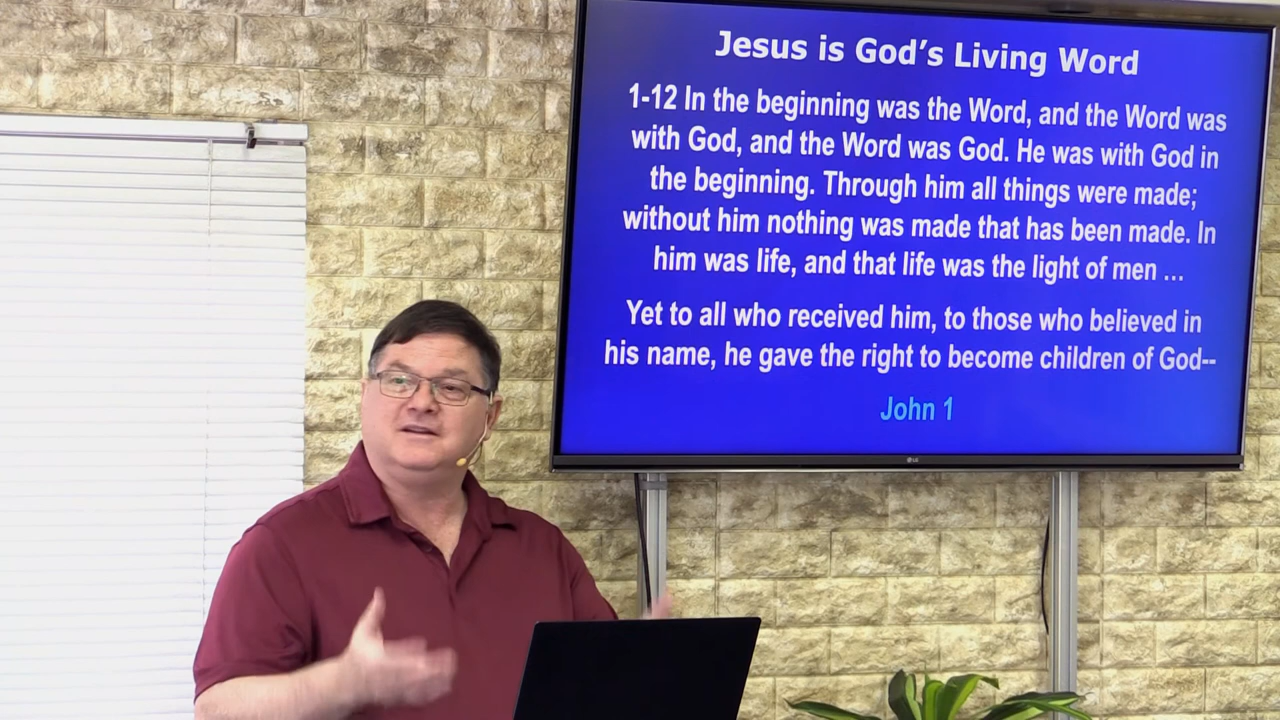 Jesus is God’s Living Word
1-12 In the beginning was the Word, and the Word was
with God, and the Word was God. He was with God in
the beginning. Through him all things were made;
without him nothing was made that has been made. In
him was life, and that life was the light of men ...
Yet to all who received him, to those who believed in
his name, he gave the right to become children of God--
John 1
LG